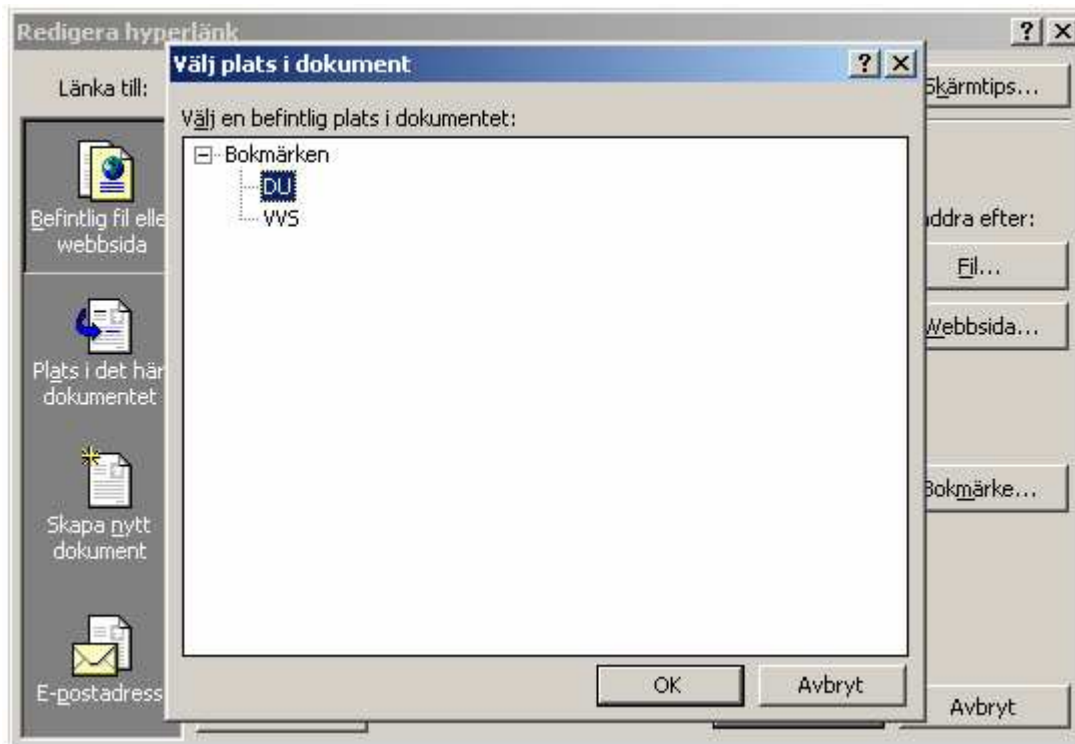 Redigera hyperlänk
Välj plats i dokument
Länka till:
Skärmtips...
Välj en befintlig plats i dokumentet:
Bokmärken
DU
VVS
Befintlig fil elle
webbsida
addra efter:
Fil...
Webbsida...
Plats i det här
dokumentet
Bokmärke...
Skapa nytt
dokument
E-postadress
OK
Avbryt
Avbryt